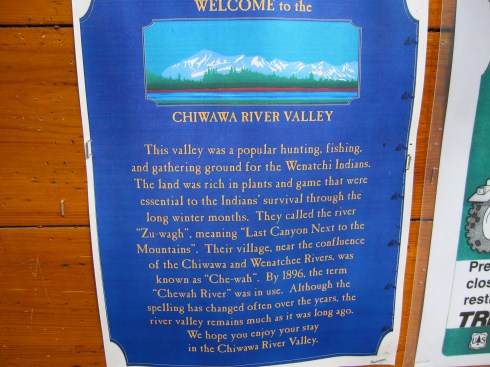 WELCOME to the
CHIWAWA RIVER VALLEY
This valley was a popular hunting, fishing,
and gathering ground for the Wenatchi Indians.
The land was rich in plants and game that were
essential to the Indians' survival through the
long winter months. They called the river
"Zu-wagh", meaning "Last Canyon Next to the
Mountains". Their village, near the confluence
of the Chiwawa and Wenatchee Rivers, was
known as "Che-wah". By 1896, the term
"Chewah River" was in use. Although the
spelling has changed often over the years, the
river valley remains much as it was long ago.
We hope you enjoy your stay
in the Chiwawa River Valley.
Pre
clos
restr
TR